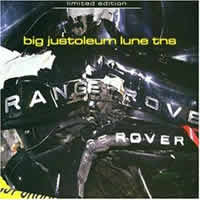 limited edition
big justoleum lune tns
RANGE ROVE
ROVER